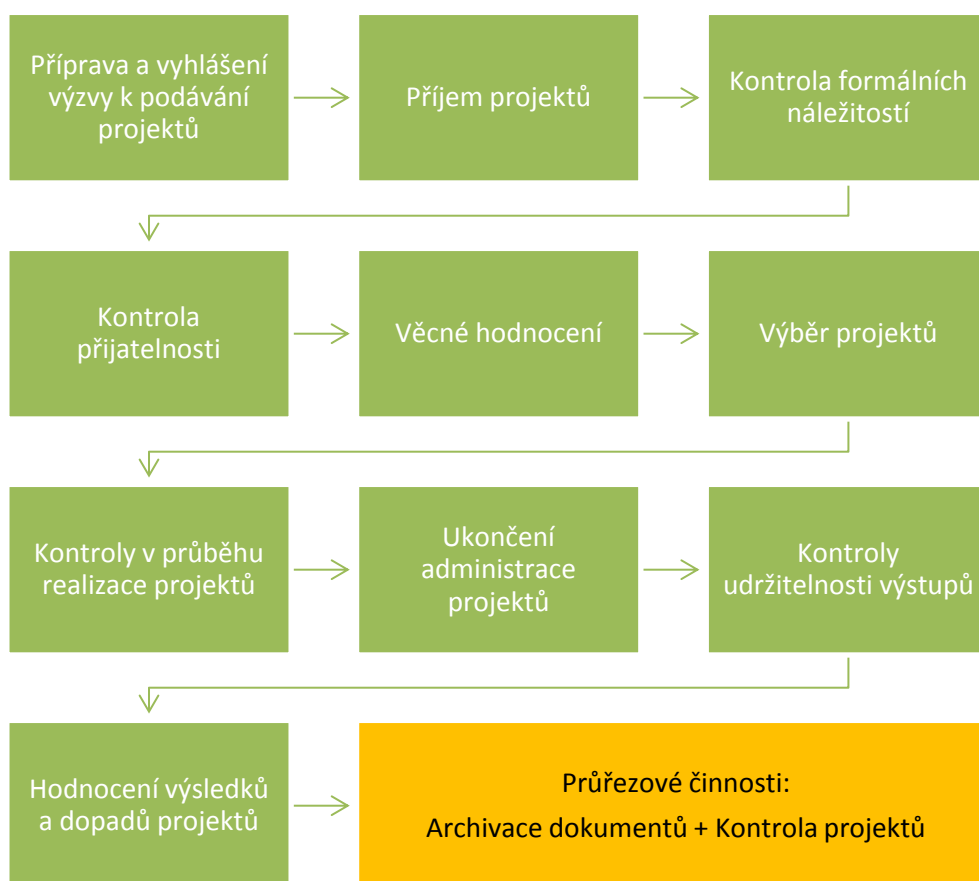 Příprava a vyhlášení
výzvy k podávání
projektů
Příjem projektů
Kontrola formálních
náležitostí
Kontrola
přijatelnosti
Věcné hodnocení
Výběr projektů
Kontroly v průběhu
realizace projektů
Ukončení
administrace
projektů
Kontroly
udržitelnosti výstupů
Hodnocení výsledků
a dopadů projektů
Průřezové činnosti:
Archivace dokumentů + Kontrola projektů